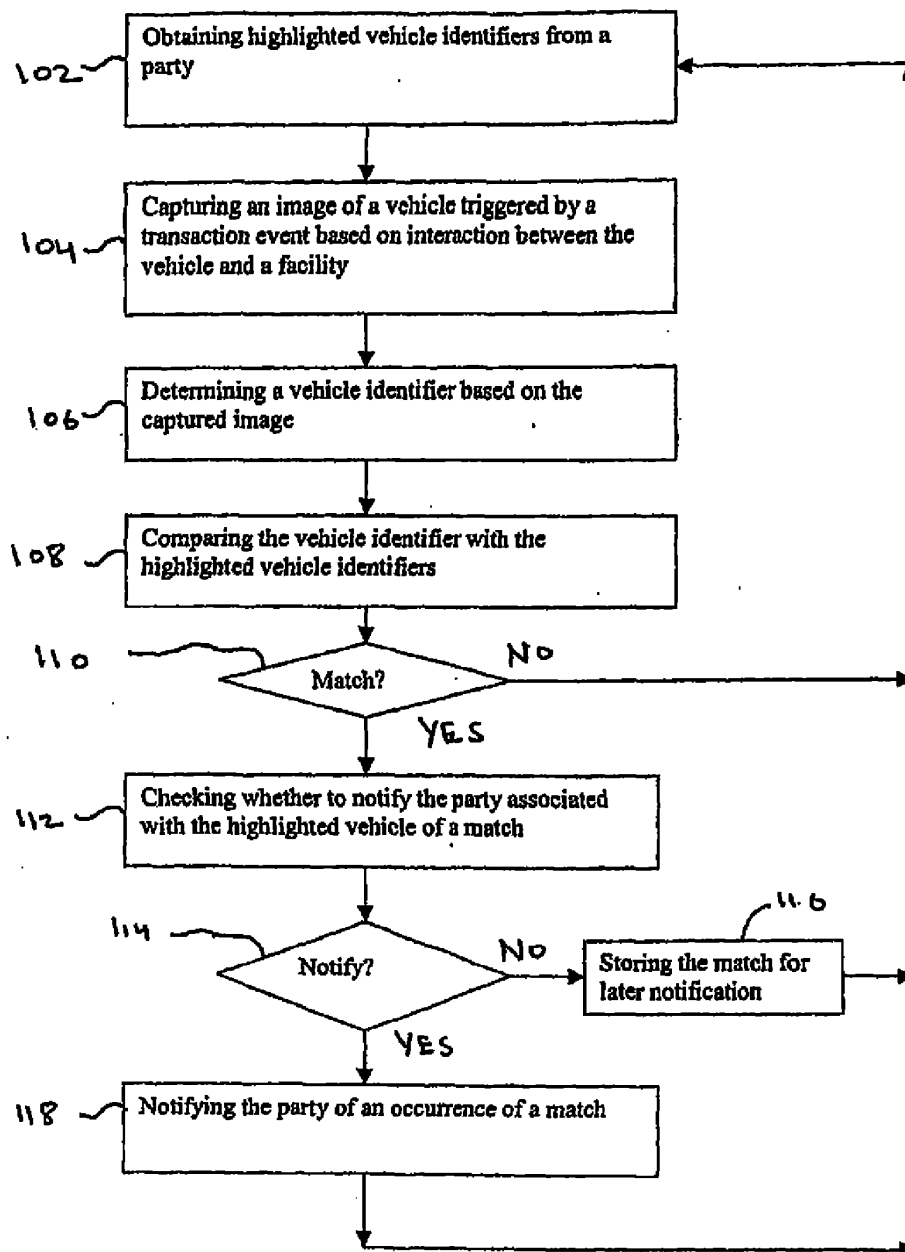 Obtaining highlighted vehicle identifiers from a
party
102
Capturing an image of a vehicle triggered by a
transaction event based on interaction between the
vehicle and a facility
104
Determining a vehicle identifier based on the
captured image
106
Comparing the vehicle identifier with the
highlighted vehicle identifiers
108
110
Match?
NO
YES
Checking whether to notify the party associated
with the highlighted vehicle of a match
112
114
Notify?
NO
116
Storing the match for
later notification
YES
Notifying the party of an occurrence of a match
118